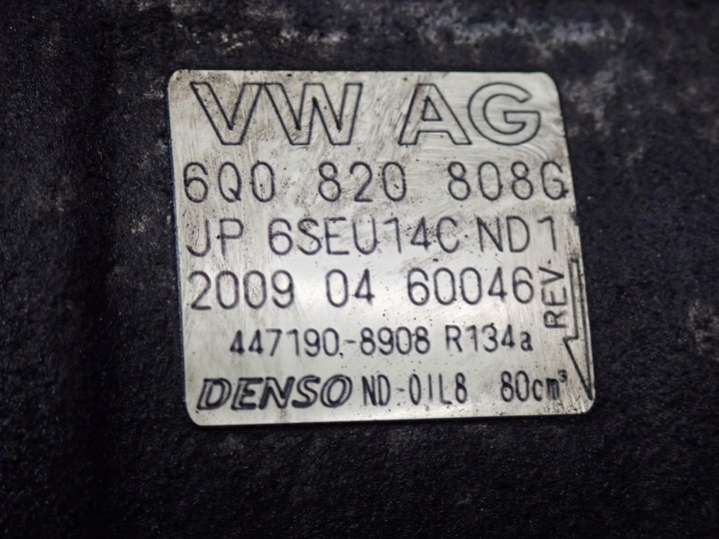 VW AG
6Q0 820 808G
JP 6SEU14C ND1
2009 04 60046
REV
447190-8908 R134a
DENSO ND-OIL8 80cm³